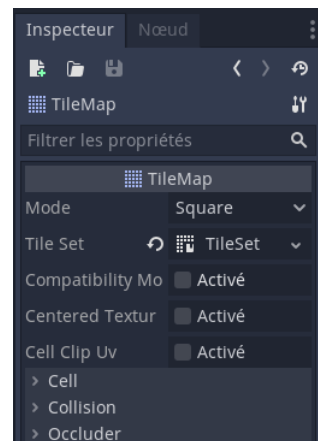 Inspecteur Nœud
TileMap
Filtrer les propriétés
TileMap
Mode Square
Tile Set TileSet
Compatibility Mo Activé
Centered Textur Activé
Cell Clip Uv Activé
> Cell
> Collision
> Occluder